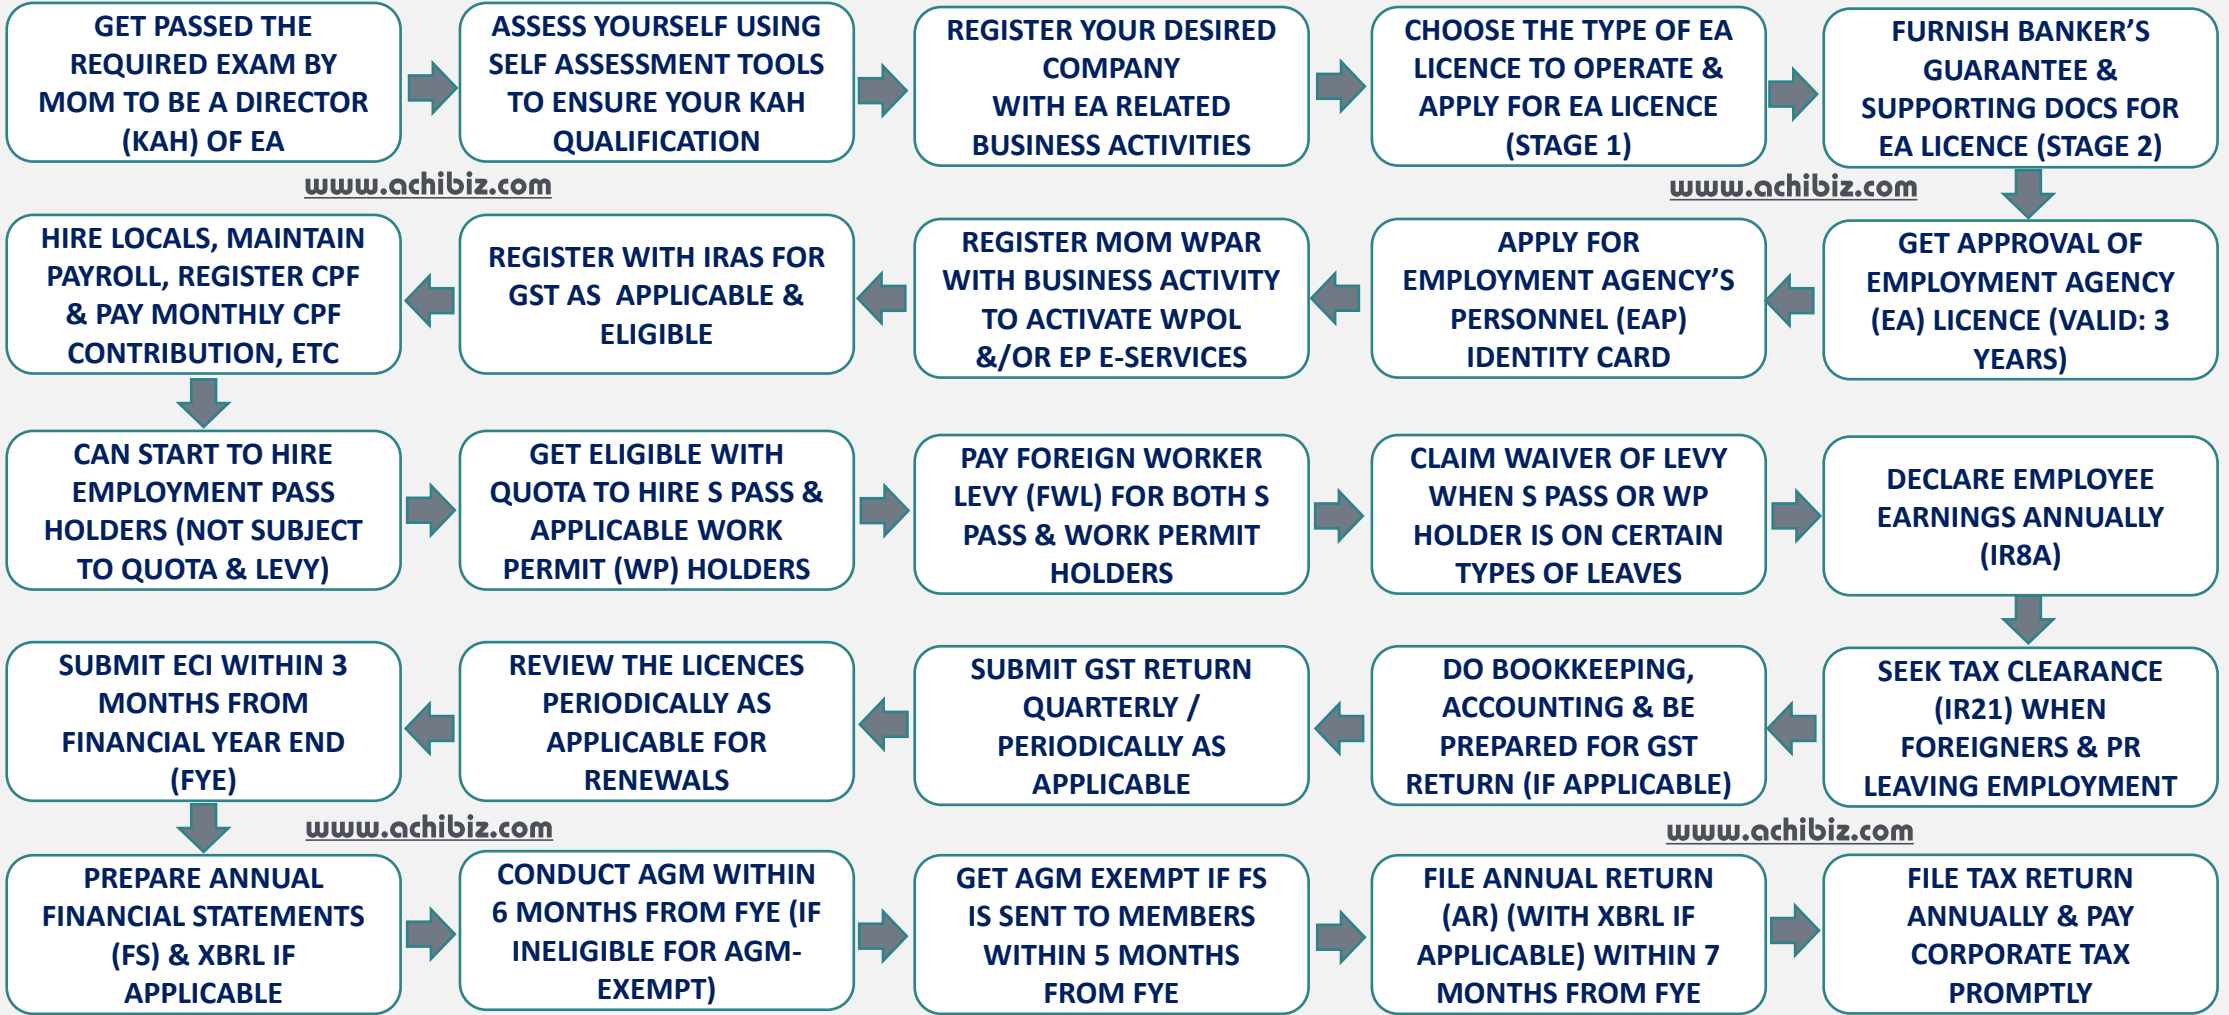 GET PASSED THE
REQUIRED EXAM BY
MOM TO BE A DIRECTOR
(KAH) OF EA
ASSESS YOURSELF USING
SELF ASSESSMENT TOOLS
TO ENSURE YOUR KAH
QUALIFICATION
REGISTER YOUR DESIRED
COMPANY
WITH EA RELATED
BUSINESS ACTIVITIES
CHOOSE THE TYPE OF EA
LICENCE TO OPERATE &
APPLY FOR EA LICENCE
(STAGE 1)
FURNISH BANKER'S
GUARANTEE &
SUPPORTING DOCS FOR
EA LICENCE (STAGE 2)
www.achibiz.com
www.achibiz.com
GET APPROVAL OF
EMPLOYMENT AGENCY
(EA) LICENCE (VALID: 3
YEARS)
APPLY FOR
EMPLOYMENT AGENCY'S
PERSONNEL (EAP)
IDENTITY CARD
REGISTER MOM WPAR
WITH BUSINESS ACTIVITY
TO ACTIVATE WPOL
&/OR EP E-SERVICES
REGISTER WITH IRAS FOR
GST AS APPLICABLE &
ELIGIBLE
HIRE LOCALS, MAINTAIN
PAYROLL, REGISTER CPF
& PAY MONTHLY CPF
CONTRIBUTION, ETC
CAN START TO HIRE
EMPLOYMENT PASS
HOLDERS (NOT SUBJECT
TO QUOTA & LEVY)
GET ELIGIBLE WITH
QUOTA TO HIRE S PASS &
APPLICABLE WORK
PERMIT (WP) HOLDERS
PAY FOREIGN WORKER
LEVY (FWL) FOR BOTH S
PASS & WORK PERMIT
HOLDERS
CLAIM WAIVER OF LEVY
WHEN S PASS OR WP
HOLDER IS ON CERTAIN
TYPES OF LEAVES
DECLARE EMPLOYEE
EARNINGS ANNUALLY
(IR8A)
SEEK TAX CLEARANCE
(IR21) WHEN
FOREIGNERS & PR
LEAVING EMPLOYMENT
DO BOOKKEEPING,
ACCOUNTING & BE
PREPARED FOR GST
RETURN (IF APPLICABLE)
SUBMIT GST RETURN
QUARTERLY /
PERIODICALLY AS
APPLICABLE
REVIEW THE LICENCES
PERIODICALLY AS
APPLICABLE FOR
RENEWALS
SUBMIT ECI WITHIN 3
MONTHS FROM
FINANCIAL YEAR END
(FYE)
www.achibiz.com
www.achibiz.com
PREPARE ANNUAL
FINANCIAL STATEMENTS
(FS) & XBRL IF
APPLICABLE
CONDUCT AGM WITHIN
6 MONTHS FROM FYE (IF
INELIGIBLE FOR AGM-
EXEMPT)
GET AGM EXEMPT IF FS
IS SENT TO MEMBERS
WITHIN 5 MONTHS
FROM FYE
FILE ANNUAL RETURN
(AR) (WITH XBRL IF
APPLICABLE) WITHIN 7
MONTHS FROM FYE
FILE TAX RETURN
ANNUALLY & PAY
CORPORATE TAX
PROMPTLY